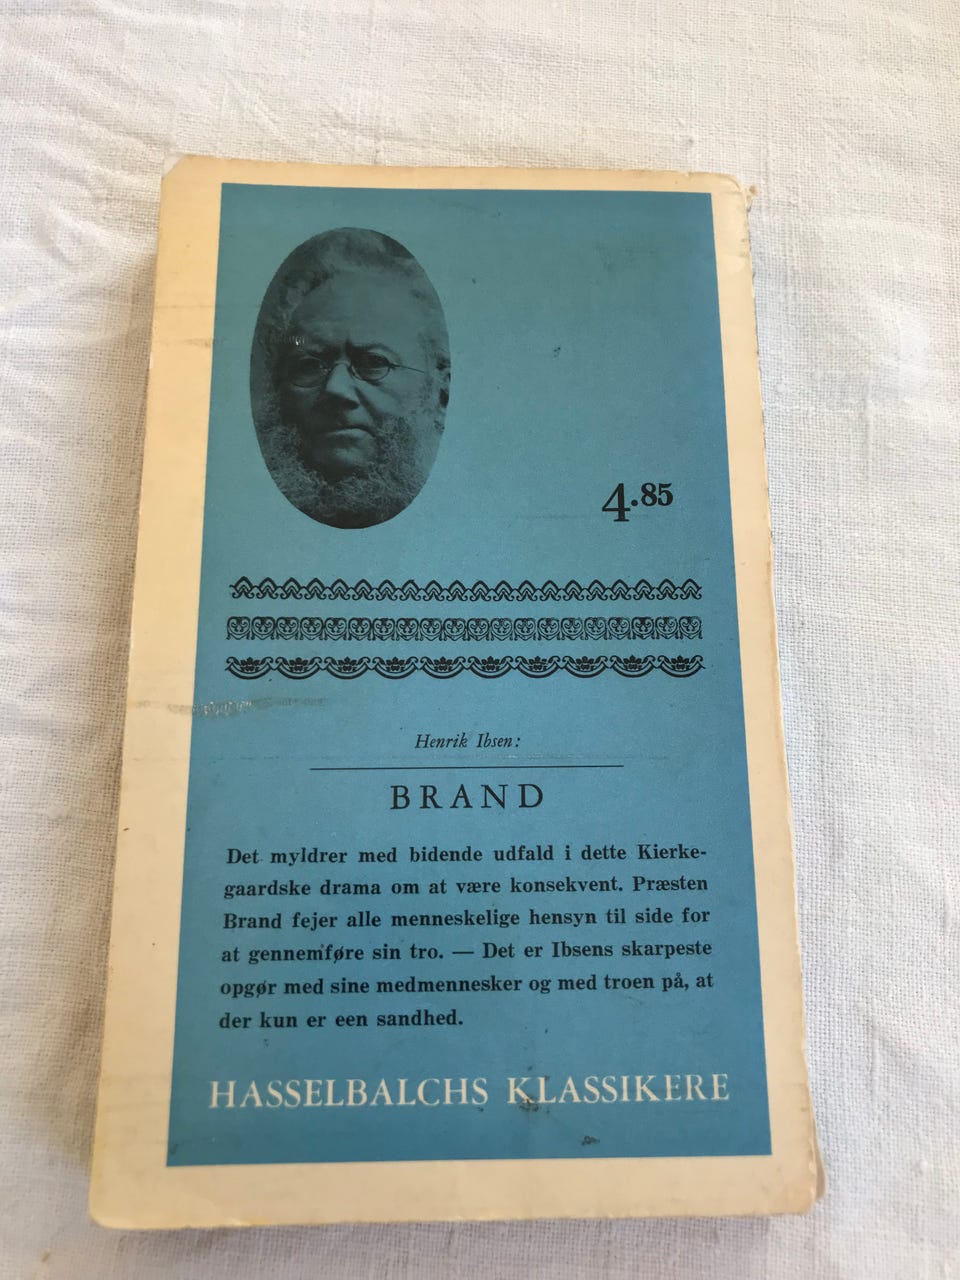 4.85
Henrik Ibsen:
BRAND
Det myldrer med bidende udfald i dette Kierke-
gaardske drama om at være konsekvent. Præsten
Brand fejer alle menneskelige hensyn til side for
at gennemføre sin tro. — Det er Ibsens skarpeste
opgør med sine medmennesker og med troen på, at
der kun er een sandhed.
HASSELBALCHS KLASSIKERE